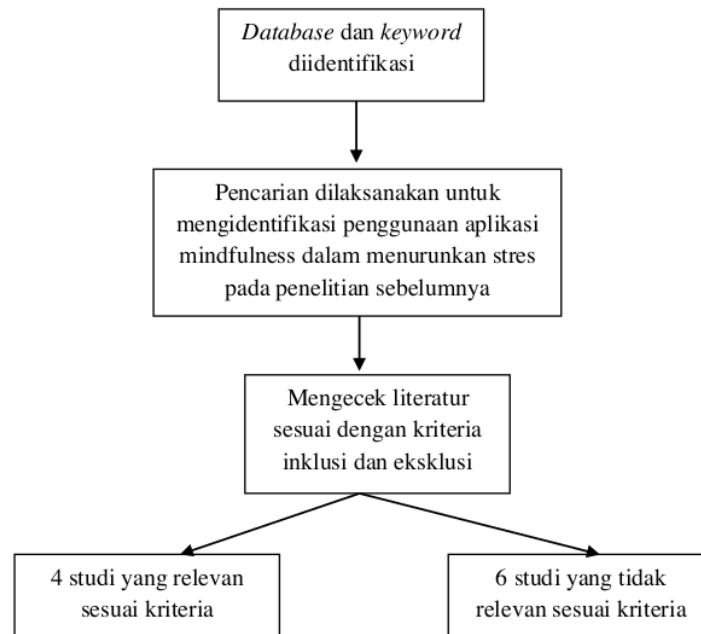 Database dan keyword
diidentifikasi
Pencarian dilaksanakan untuk
mengidentifikasi penggunaan aplikasi
mindfulness dalam menurunkan stres
pada penelitian sebelumnya
Mengecek literatur
sesuai dengan kriteria
inklusi dan eksklusi
4 studi yang relevan
sesuai kriteria
6 studi yang tidak
relevan sesuai kriteria